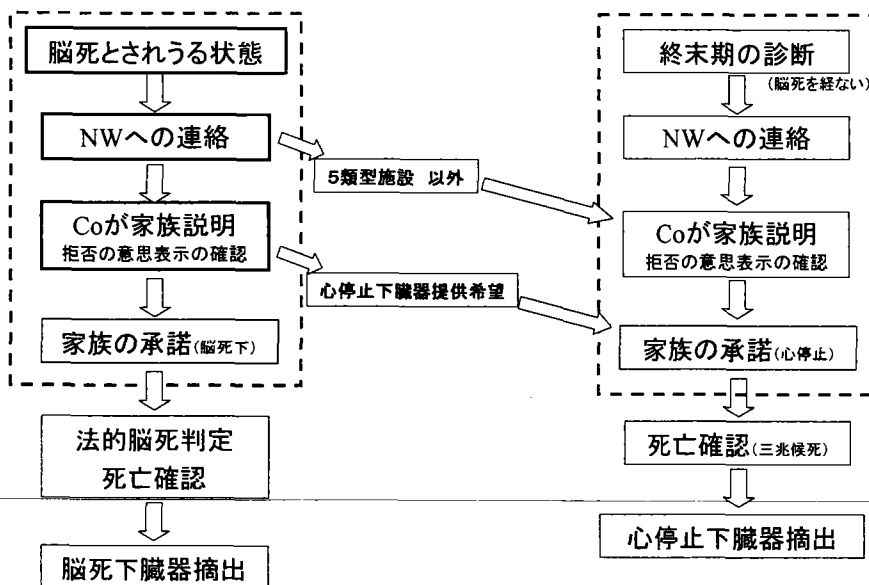 脳死とされうる状態
NWへの連絡
Coが家族説明
拒否の意思表示の確認
家族の承諾(脳死下)
法的脳死判定
死亡確認
脳死下臓器摘出
5類型施設 以外
心停止下臓器提供希望
終末期の診断
(脳死を経ない)
NWへの連絡
Coが家族説明
拒否の意思表示の確認
家族の承諾(心停止)
死亡確認(三兆候死)
心停止下臓器摘出